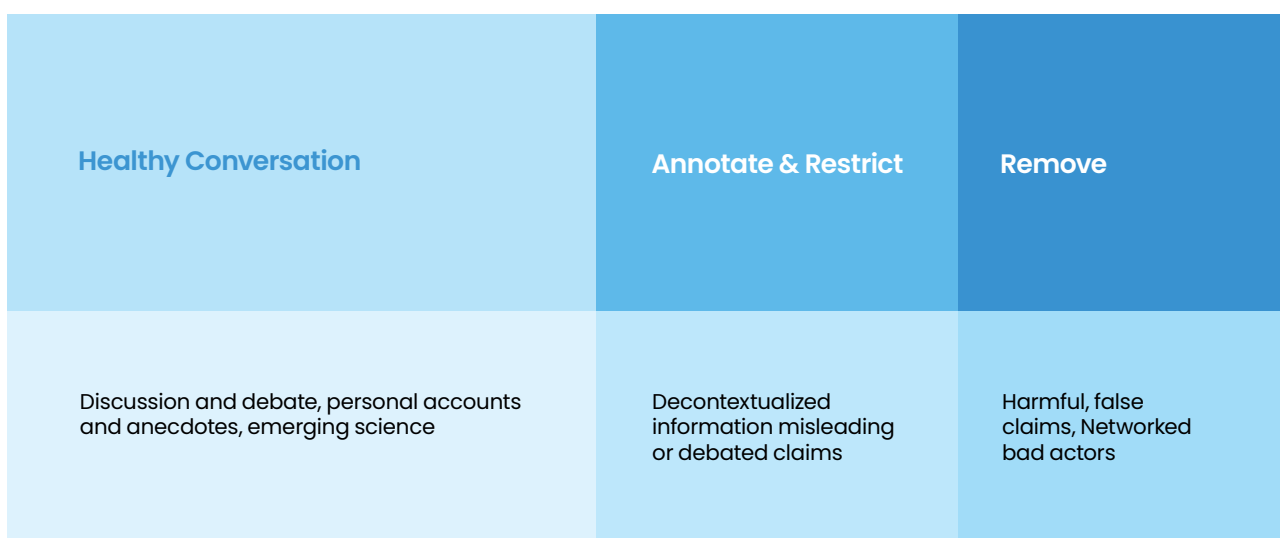 Healthy Conversation
Annotate & Restrict
Remove
Discussion and debate, personal accounts
and anecdotes, emerging science
Decontextualized
information misleading
or debated claims
Harmful, false
claims, Networked
bad actors